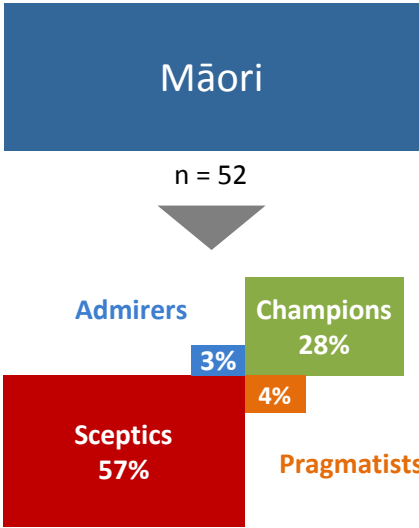 Māori
n = 52
Admirers
Champions
28%
3%
4%
Sceptics
57%
Pragmatists